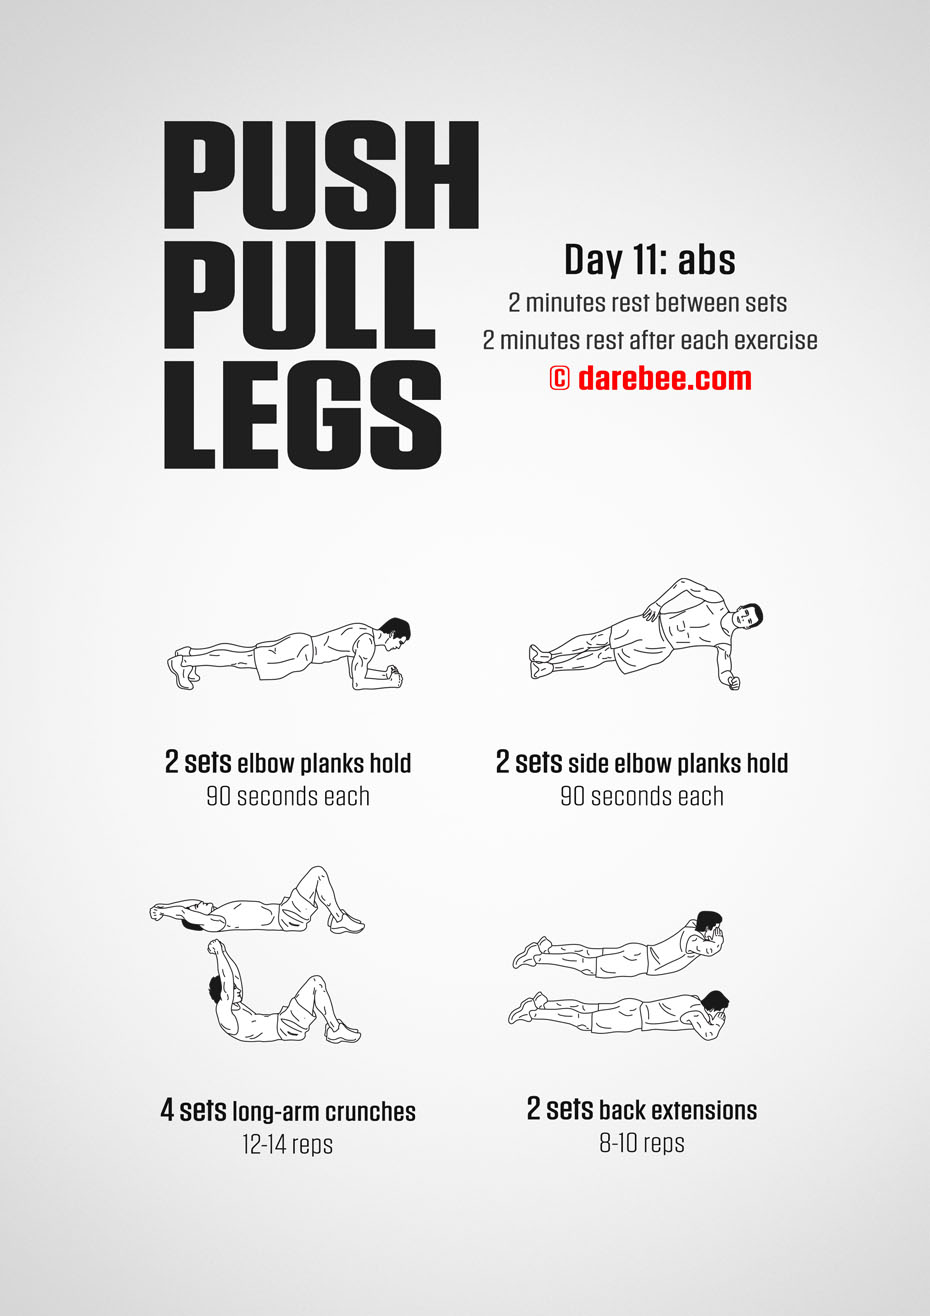 PUSH
PULL
LEGS
Day 11: abs
2 minutes rest between sets
2 minutes rest after each exercise
© darebee.com
2 sets elbow planks hold
90 seconds each
2 sets side elbow planks hold
90 seconds each
4 sets long-arm crunches
12-14 reps
2 sets back extensions
8-10 reps